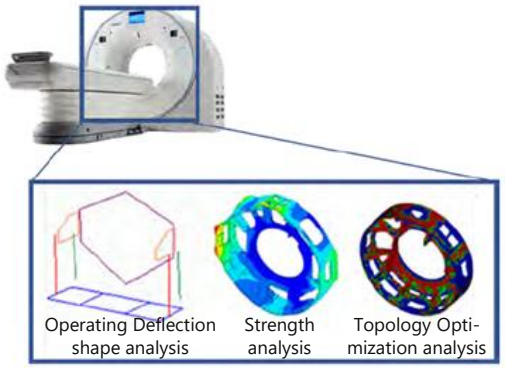 Operating Deflection
shape analysis
Strength
analysis
Topology Opti-
mization analysis